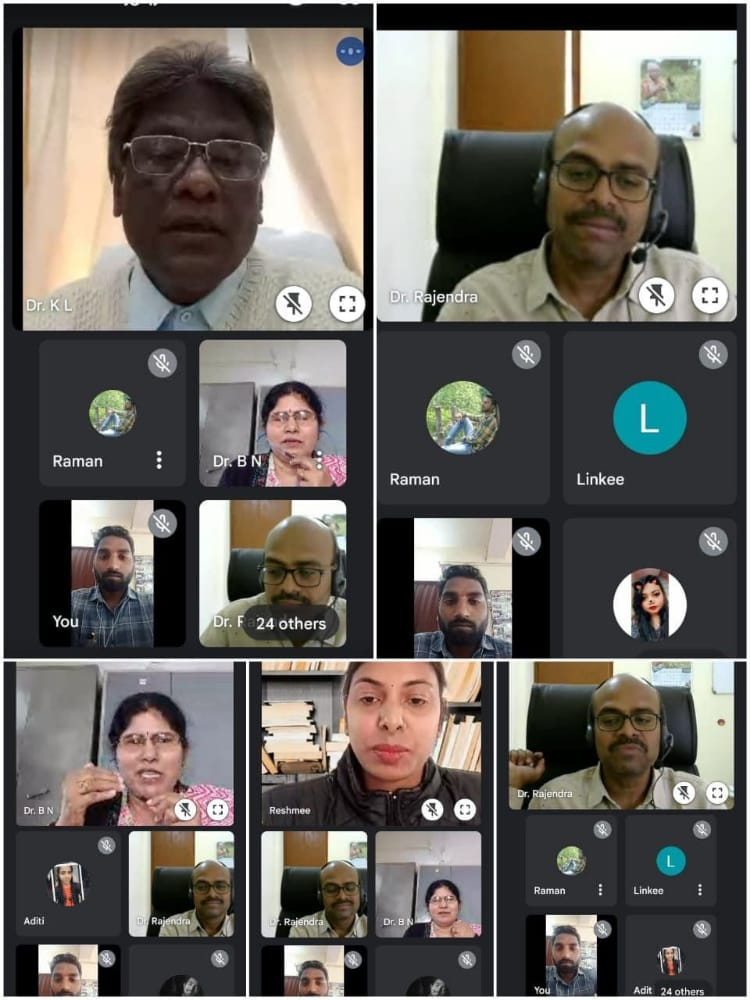 Dr. K L
Raman
Dr. B N
You
24 others
Dr. Rajendra
Raman
L
Linkee
Dr. B N
Aditi
Dr. Rajendra
Reshmee
Dr. Rajendra
Dr. B N
Dr. Rajendra
Raman
L
Linkee
You
Adit
24 others